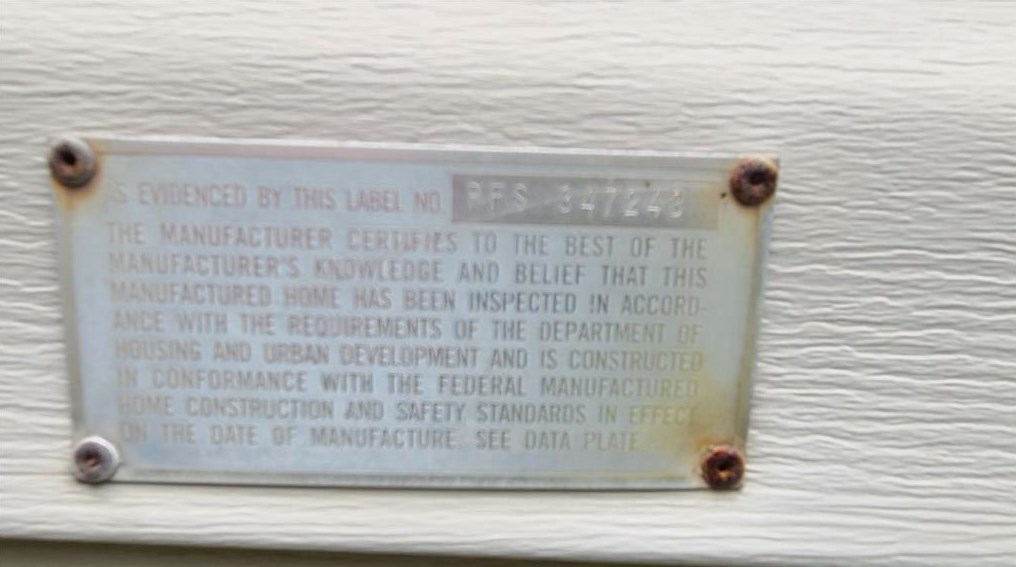 AS EVIDENCED BY THIS LABEL NO. PFS
THE MANUFACTURER CERTIFIES TO THE BEST OF THE
MANUFACTURER'S KNOWLEDGE AND BELIEF THAT THIS
MANUFACTURED HOME HAS BEEN INSPECTED IN ACCORD-
ANCE WITH THE REQUIREMENTS OF THE DEPARTMENT OF
HOUSING AND URBAN DEVELOPMENT AND IS CONSTRUCTED
IN CONFORMANCE WITH THE FEDERAL MANUFACTURED
HOME CONSTRUCTION AND SAFETY STANDARDS IN EFFECT
ON THE DATE OF MANUFACTURE. SEE DATA PLATE